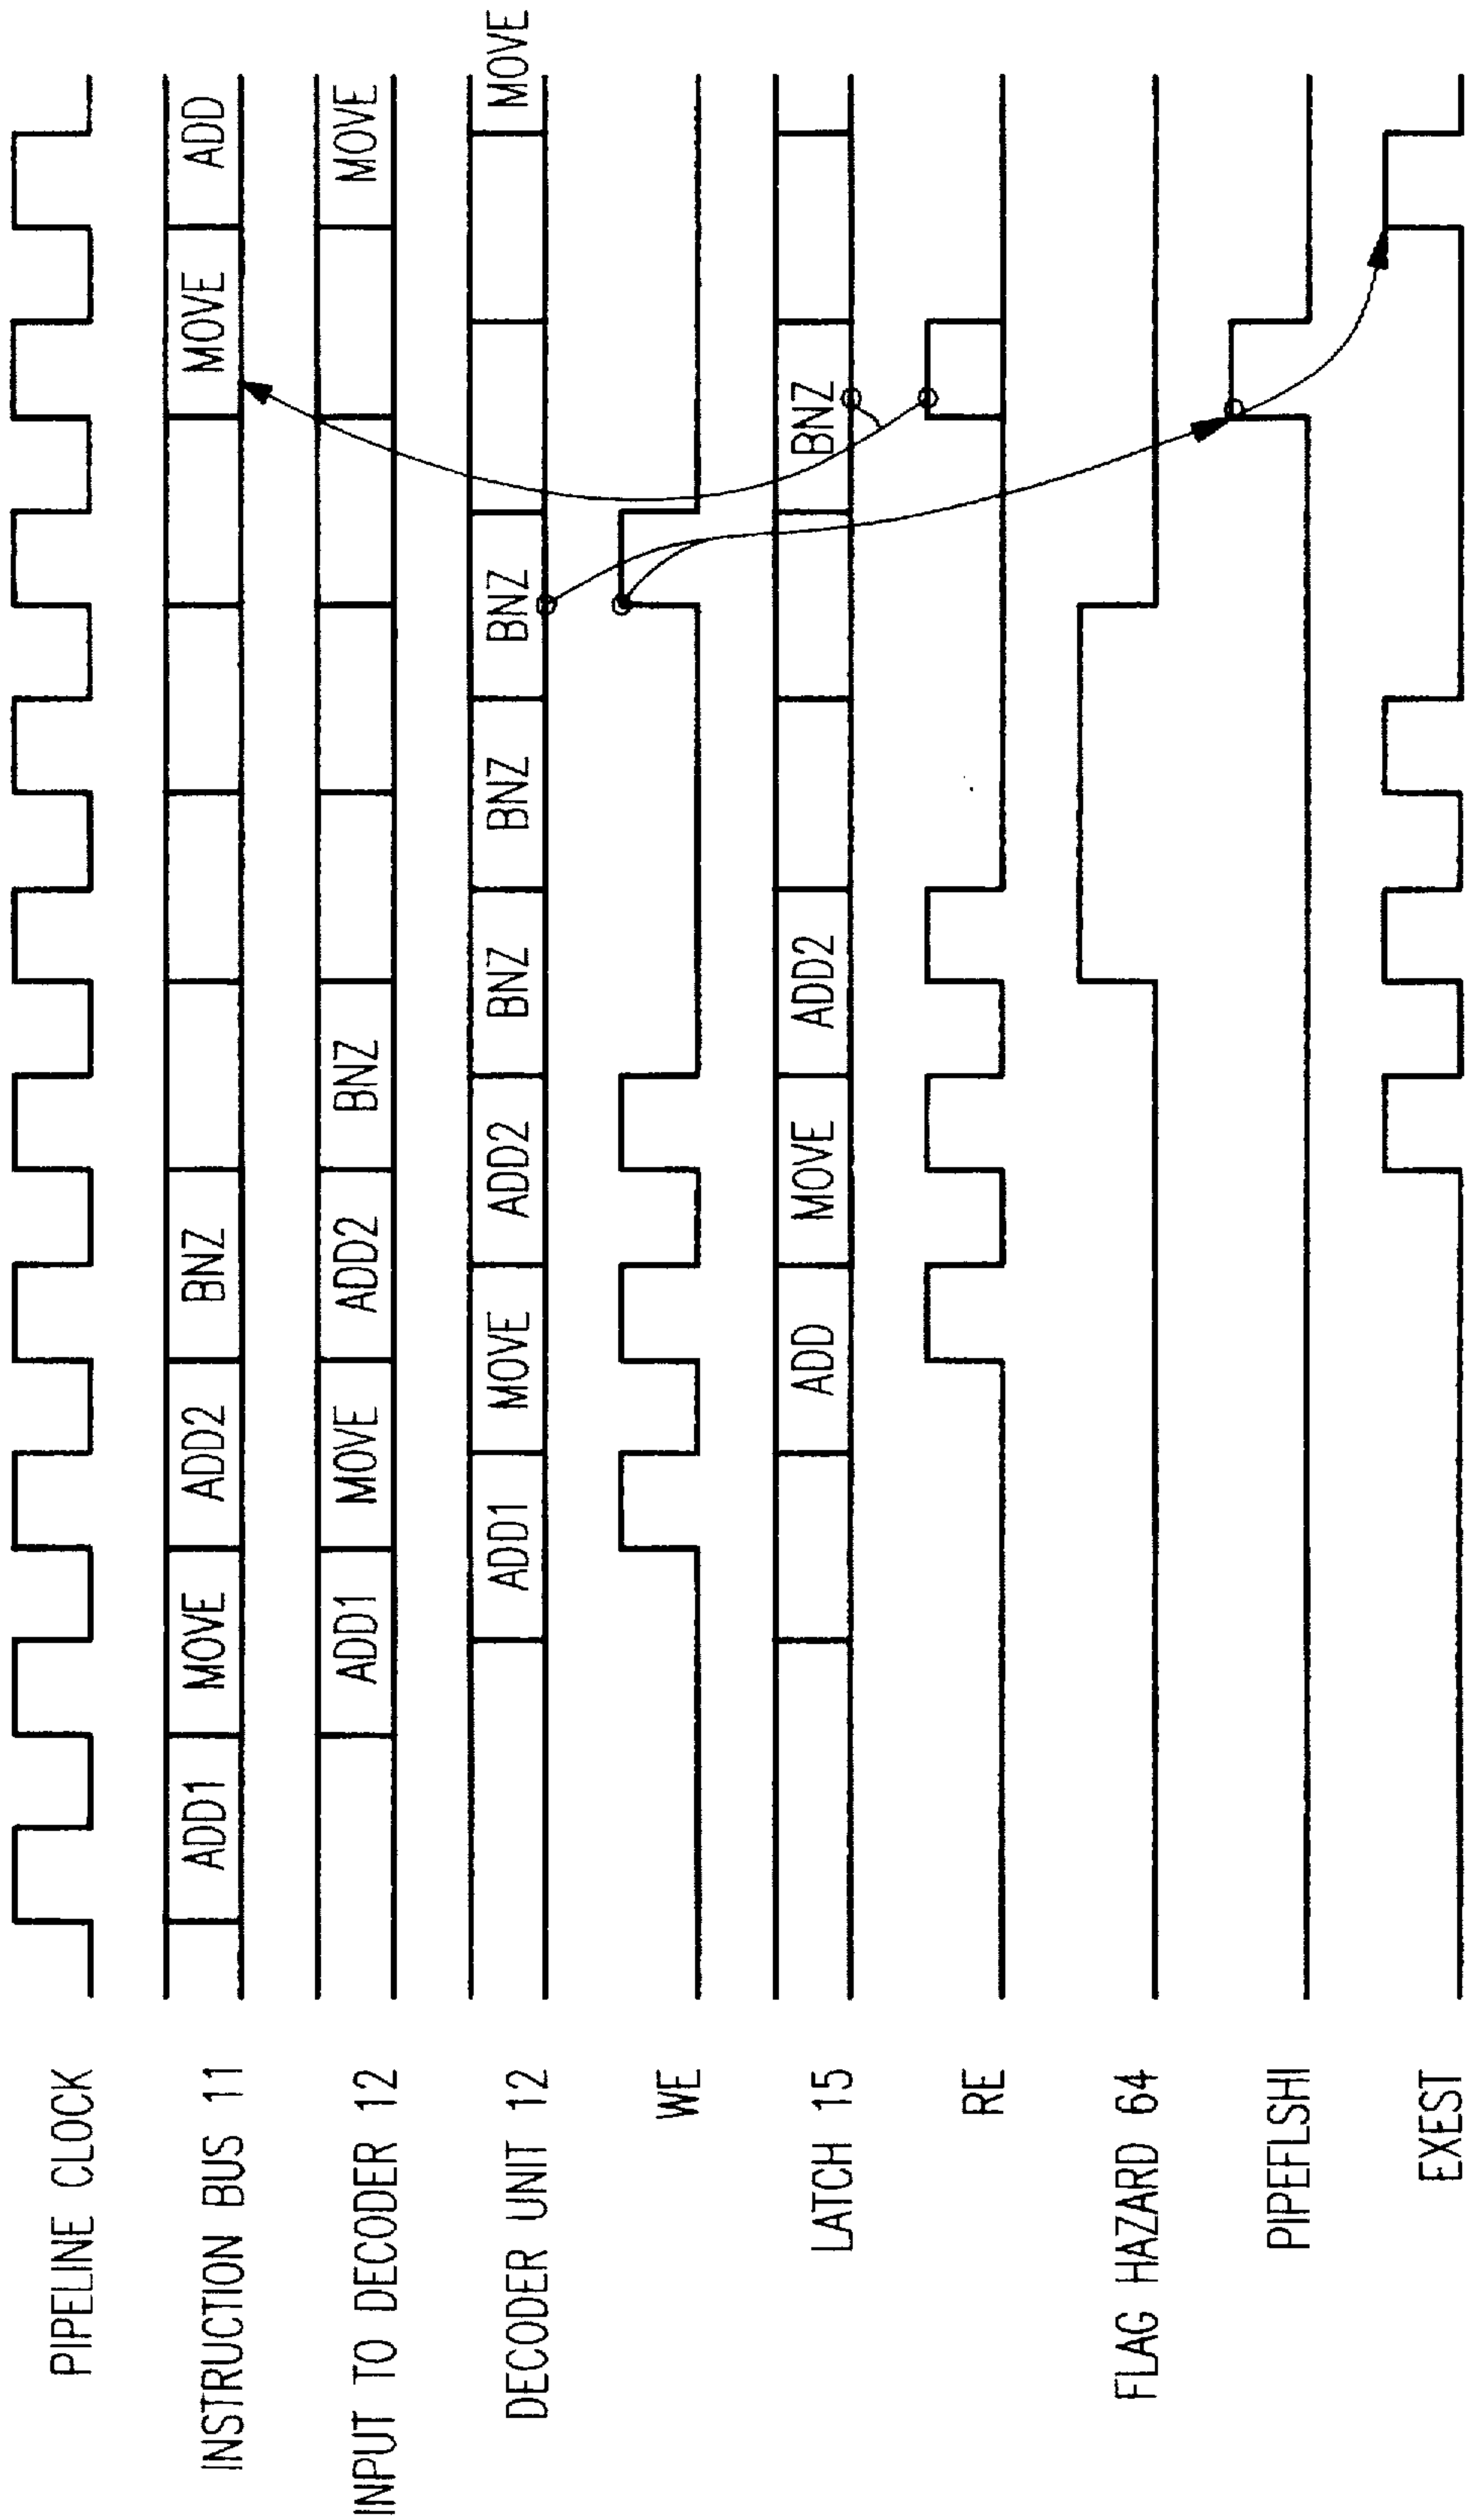 PIPELINE CLOCK
INSTRUCTION BUS 11 ADD1 MOVE ADD2 BNZ MOVE ADD
INPUT TO DECODER 12 ADD1 MOVE ADD2 BNZ MOVE
DECODER UNIT 12 ADD1 MOVE ADD2 BNZ BNZ BNZ MOVE
WE
LATCH 15 ADD MOVE ADD2 BNZ
RE
FLAG HAZARD 64
PIPEFLSHI
EXEST